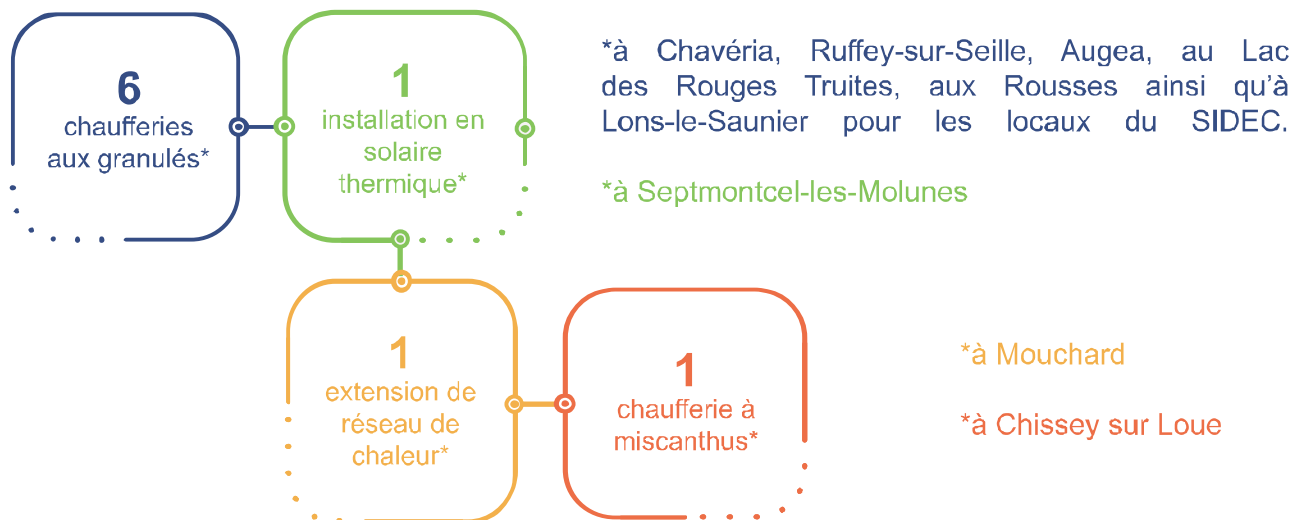 6
chaufferies
aux granulés*
1
installation en
solaire
thermique*
*à Chavéria, Ruffey-sur-Seille, Augea, au Lac
des Rouges Truites, aux Rousses ainsi qu'à
Lons-le-Saunier pour les locaux du SIDEC.
*à Septmontcel-les-Molunes
1
extension de
réseau de
chaleur*
1
chaufferie à
miscanthus*
*à Mouchard
*à Chissey sur Loue